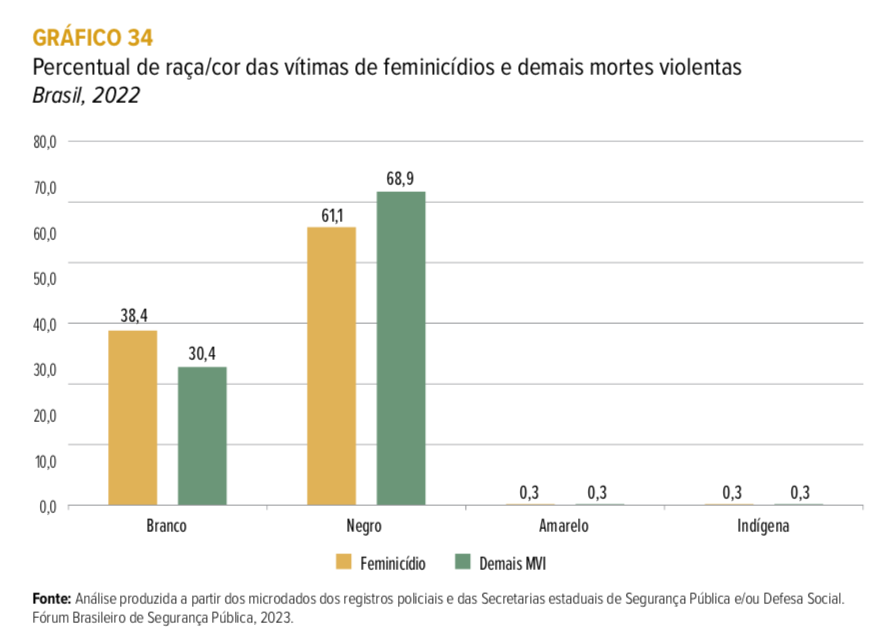 GRÁFICO 34
Percentual de raça/cor das vítimas de feminicídios e demais mortes violentas
Brasil, 2022
80,0
70,0
60,0
50,0
40,0
30,0
20,0
10,0
0,0
38,4
30,4
61,1
68,9
0,3
0,3
0,3
0,3
Branco
Negro
Amarelo
Indígena
Feminicídio
Demais MVI
Fonte: Análise produzida a partir dos microdados dos registros policiais e das Secretarias estaduais de Segurança Pública e/ou Defesa Social.
Fórum Brasileiro de Segurança Pública, 2023.